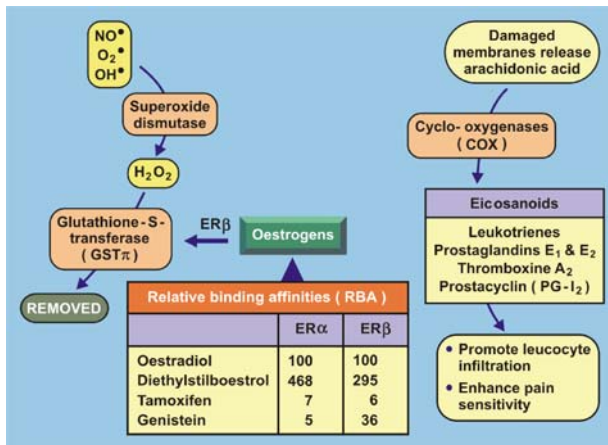 NO•
O₂•
OH•
Superoxide
dismutase
H₂O₂
Glutathione-S-
transferase
(GSTπ)
REMOVED
ERβ
Oestrogens
Relative binding affinities (RBA)
ERα ERβ
Oestradiol 100 100
Diethylstilboestrol 468 295
Tamoxifen 7 6
Genistein 5 36
Damaged
membranes release
arachidonic acid
Cyclo-oxygenases
(COX)
Eicosanoids
Leukotrienes
Prostaglandins E₁ & E₂
Thromboxine A₂
Prostacyclin (PG-I₂)
• Promote leucocyte
infiltration
• Enhance pain
sensitivity